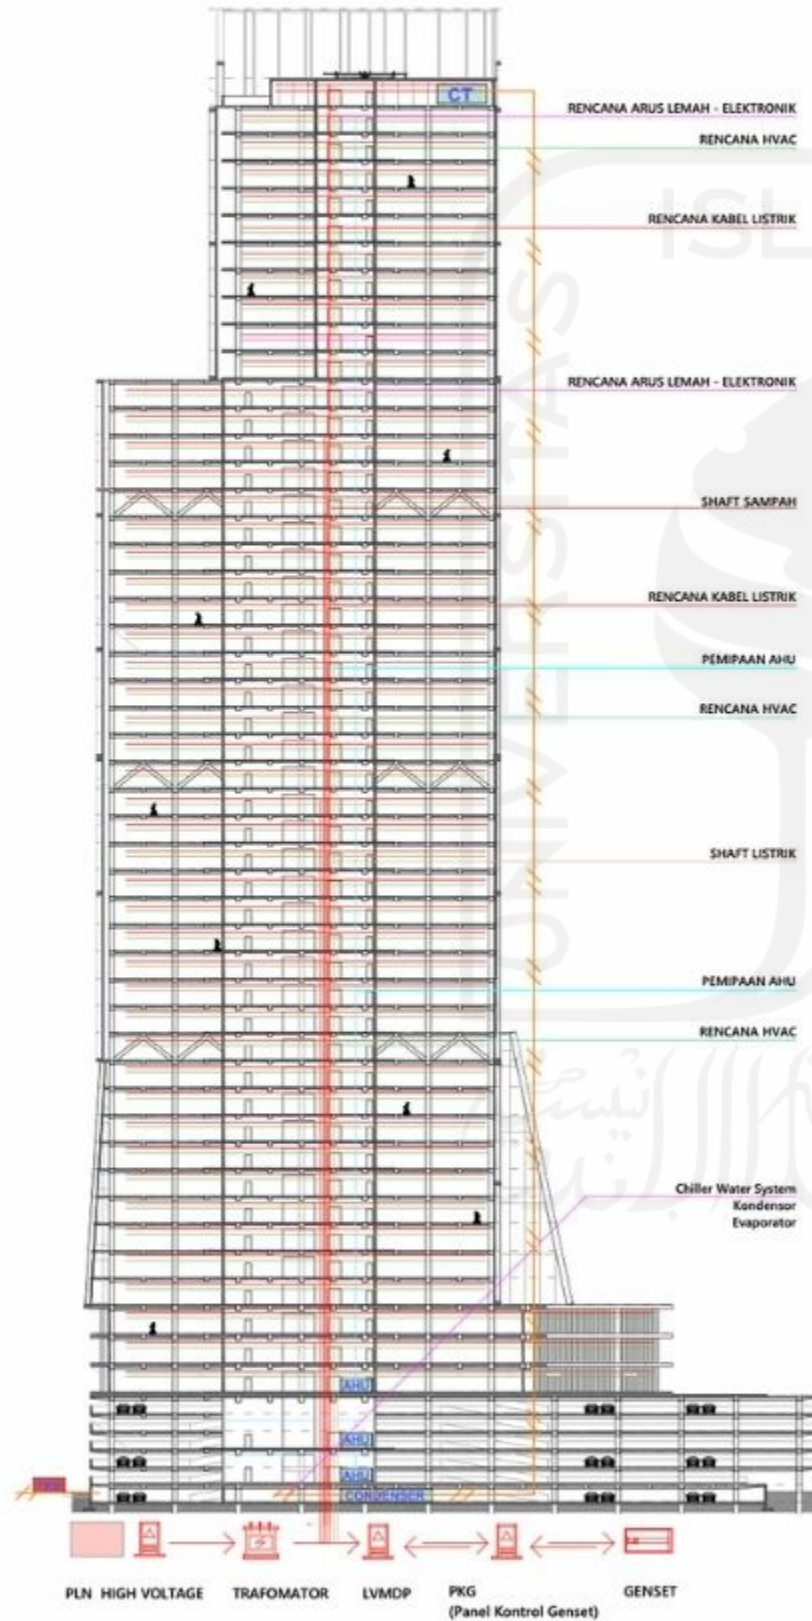 CT
RENCANA ARUS LEMAH - ELEKTRONIK
RENCANA HVAC
ISL
RENCANA KABEL LISTRIK
UNIVERSITAS
RENCANA ARUS LEMAH - ELEKTRONIK
SHAFT SAMPAH
RENCANA KABEL LISTRIK
PEMIPAAN AHU
RENCANA HVAC
SHAFT LISTRIK
PEMIPAAN AHU
RENCANA HVAC
Chiller Water System
Kondensor
Evaporator
AHU
AHU
AHU
CONDENSER
PLN HIGH VOLTAGE TRAFOMATOR LVMDP PKG GENSET
(Panel Kontrol Genset)